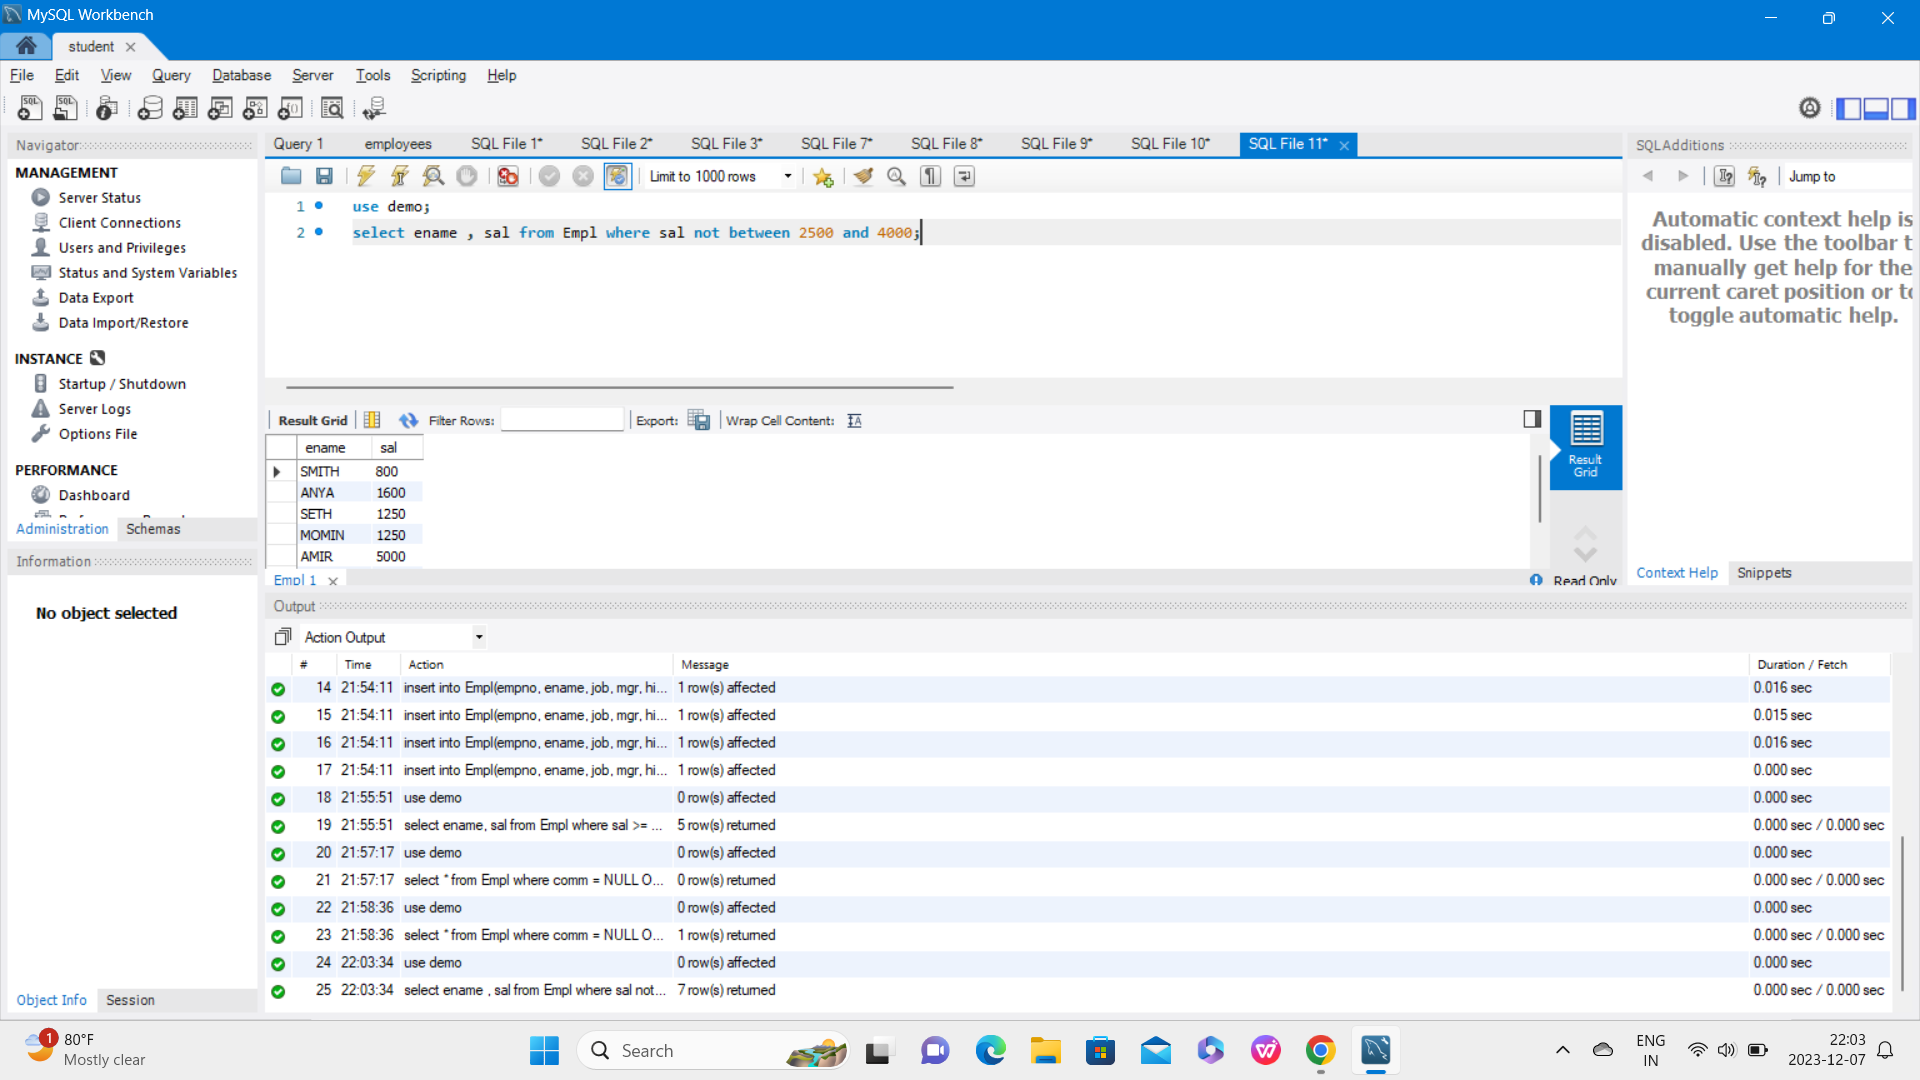 MySQL Workbench
student
File Edit View Query Database Server Tools Scripting Help
Navigator
MANAGEMENT
Server Status
Client Connections
Users and Privileges
Status and System Variables
Data Export
Data Import/Restore
INSTANCE
Startup / Shutdown
Server Logs
Options File
PERFORMANCE
Dashboard
Administration Schemas
Information
No object selected
Object Info Session
Query 1 employees SQL File 1* SQL File 2* SQL File 3* SQL File 7* SQL File 8* SQL File 9* SQL File 10* SQL File 11*
Limit to 1000 rows
1 use demo;
2 select ename , sal from Empl where sal not between 2500 and 4000;
Result Grid Filter Rows: Export: Wrap Cell Content:
ename sal
SMITH 800
ANYA 1600
SETH 1250
MOMIN 1250
AMIR 5000
Result
Grid
Empl 1 Read Only
SQLAdditions
Jump to
Automatic context help is
disabled. Use the toolbar t
manually get help for the
current caret position or to
toggle automatic help.
Context Help Snippets
Output
Action Output
# Time Action Message Duration / Fetch
14 21:54:11 insert into Empl(empno, ename, job, mgr, hi... 1 row(s) affected 0.016 sec
15 21:54:11 insert into Empl(empno, ename, job, mgr, hi... 1 row(s) affected 0.015 sec
16 21:54:11 insert into Empl(empno, ename, job, mgr, hi... 1 row(s) affected 0.016 sec
17 21:54:11 insert into Empl(empno, ename, job, mgr, hi... 1 row(s) affected 0.000 sec
18 21:55:51 use demo 0 row(s) affected 0.000 sec
19 21:55:51 select ename, sal from Empl where sal >= ... 5 row(s) returned 0.000 sec / 0.000 sec
20 21:57:17 use demo 0 row(s) affected 0.000 sec
21 21:57:17 select * from Empl where comm = NULL O... 0 row(s) returned 0.000 sec / 0.000 sec
22 21:58:36 use demo 0 row(s) affected 0.000 sec
23 21:58:36 select * from Empl where comm = NULL O... 1 row(s) returned 0.000 sec / 0.000 sec
24 22:03:34 use demo 0 row(s) affected 0.000 sec
25 22:03:34 select ename , sal from Empl where sal not... 7 row(s) returned 0.000 sec / 0.000 sec
1
80°F
Mostly clear
Search
ENG
IN
22:03
2023-12-07